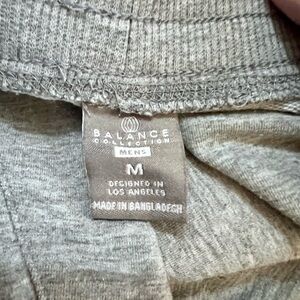 BALANCE
COLLECTION
MENS
M
DESIGNED IN
LOS ANGELES
MADE IN BANGLADESH